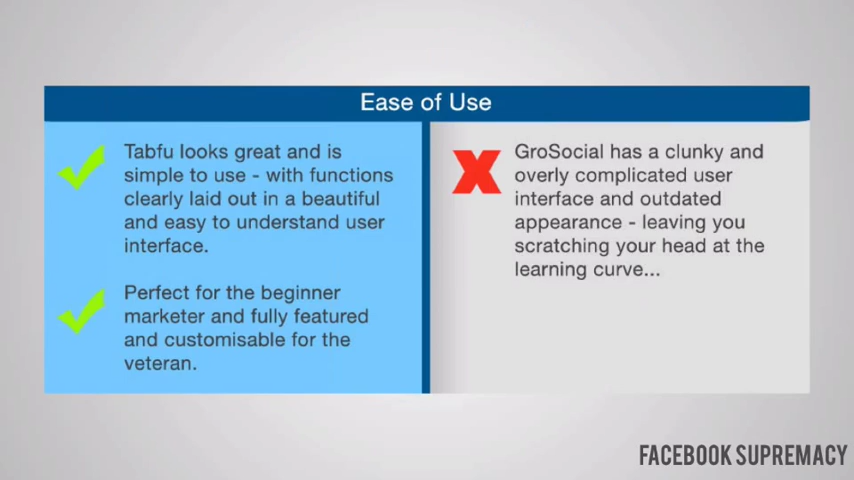 Ease of Use
Tabfu looks great and is
simple to use - with functions
clearly laid out in a beautiful
and easy to understand user
interface.
Perfect for the beginner
marketer and fully featured
and customisable for the
veteran.
X
GroSocial has a clunky and
overly complicated user
interface and outdated
appearance - leaving you
scratching your head at the
learning curve...
FACEBOOK SUPREMACY